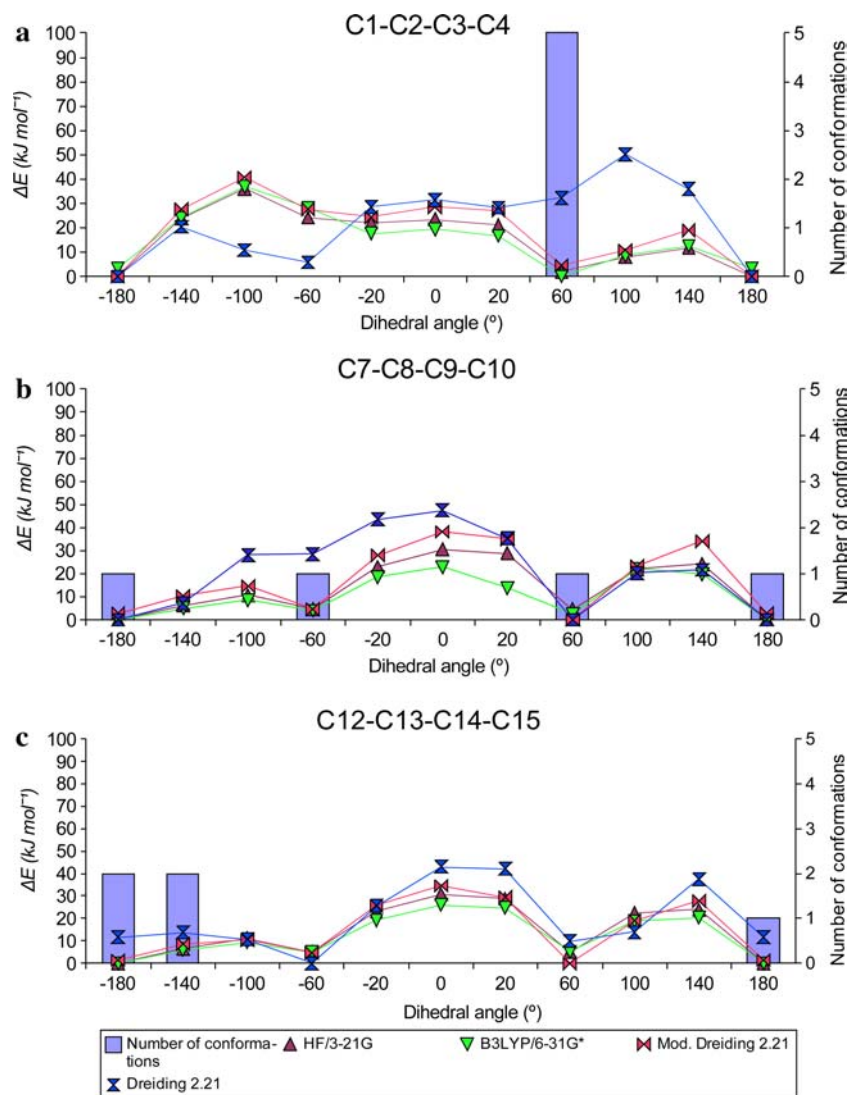 a
C1-C2-C3-C4
100
90
80
70
60
50
40
30
20
10
0
ΔE (kJ mol⁻¹)
5
4
3
2
1
0
Number of conformations
-180 -140 -100 -60 -20 0 20 60 100 140 180
Dihedral angle (º)
b
C7-C8-C9-C10
100
90
80
70
60
50
40
30
20
10
0
ΔE (kJ mol⁻¹)
5
4
3
2
1
0
Number of conformations
-180 -140 -100 -60 -20 0 20 60 100 140 180
Dihedral angle (º)
c
C12-C13-C14-C15
100
90
80
70
60
50
40
30
20
10
0
ΔE (kJ mol⁻¹)
5
4
3
2
1
0
Number of conformations
-180 -140 -100 -60 -20 0 20 60 100 140 180
Dihedral angle (º)
Number of conforma-
tions
HF/3-21G
B3LYP/6-31G*
Mod. Dreiding 2.21
Dreiding 2.21